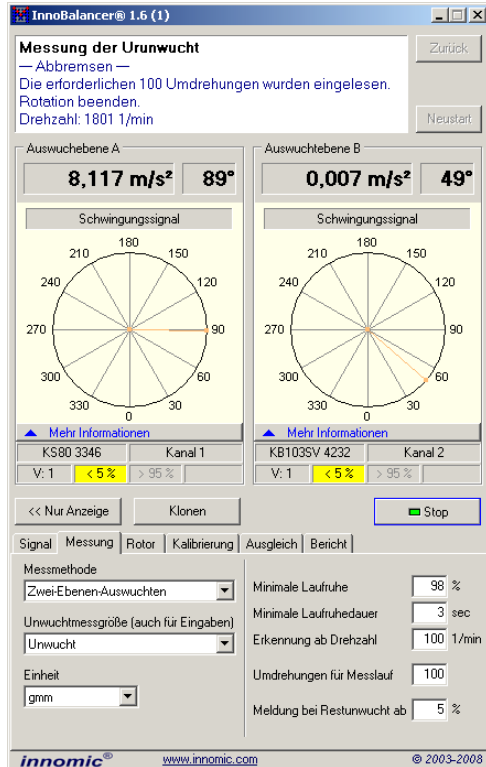 InnoBalancer® 1.6 (1)
Messung der Urunwucht
— Abbremsen —
Die erforderlichen 100 Umdrehungen wurden eingelesen.
Rotation beenden.
Drehzahl: 1801 1/min
Zurück
Neustart
Auswuchebene A
8,117 m/s² 89°
Schwingungssignal
180
210 150
240 120
270 90
300 60
330 30
0
Mehr Informationen
KS80 3346 Kanal 1
V: 1 < 5 % > 95 %
Auswuchtebene B
0,007 m/s² 49°
Schwingungssignal
180
210 150
240 120
270 90
300 60
330 30
0
Mehr Informationen
KB103SV 4232 Kanal 2
V: 1 < 5 % > 95 %
<< Nur Anzeige Klonen Stop
Signal Messung Rotor Kalibrierung Ausgleich Bericht
Messmethode
Zwei-Ebenen-Auswuchten
Unwuchtmessgröße (auch für Eingaben)
Unwucht
Einheit
gmm
Minimale Laufruhe 98 %
Minimale Laufruhedauer 3 sec
Erkennung ab Drehzahl 100 1/min
Umdrehungen für Messlauf 100
Meldung bei Restunwucht ab 5 %
innomic® www.innomic.com © 2003-2008